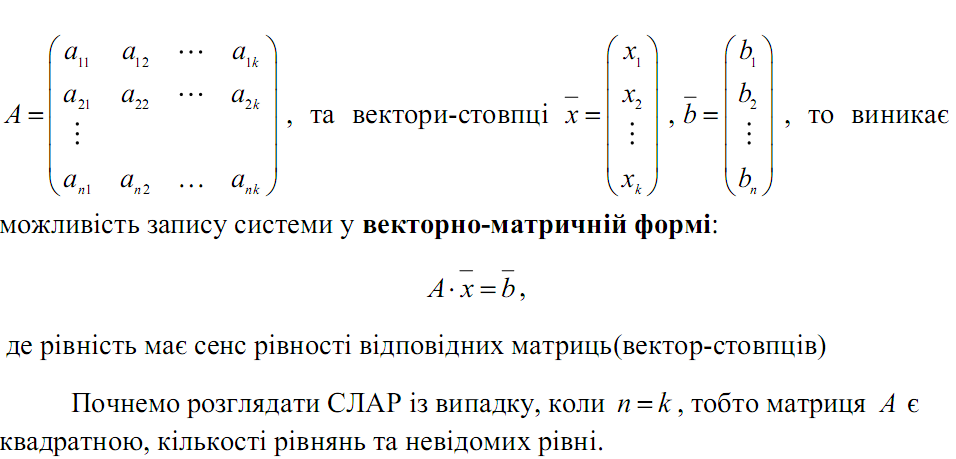 $A = \begin{pmatrix} a_{11} & a_{12} & \cdots & a_{1k} \\ a_{21} & a_{22} & \cdots & a_{2k} \\ \vdots \\ a_{n1} & a_{n2} & \cdots & a_{nk} \end{pmatrix}$, та вектори-стовпці $\overline{x} = \begin{pmatrix} x_1 \\ x_2 \\ \vdots \\ x_k \end{pmatrix}$, $\overline{b} = \begin{pmatrix} b_1 \\ b_2 \\ \vdots \\ b_n \end{pmatrix}$, то виникає
можливість запису системи у векторно-матричній формі:
$A \cdot \overline{x} = \overline{b},$
де рівність має сенс рівності відповідних матриць(вектор-стовпців)
Почнемо розглядати СЛАР із випадку, коли $n = k$, тобто матриця $A$ є
квадратною, кількості рівнянь та невідомих рівні.